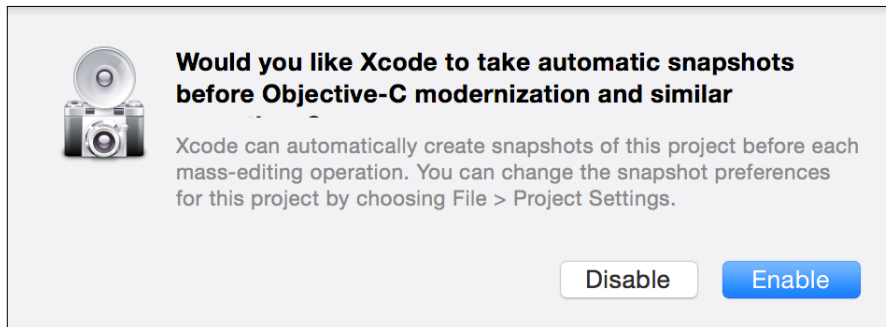 Would you like Xcode to take automatic snapshots
before Objective-C modernization and similar
Xcode can automatically create snapshots of this project before each
mass-editing operation. You can change the snapshot preferences
for this project by choosing File > Project Settings.
Disable Enable